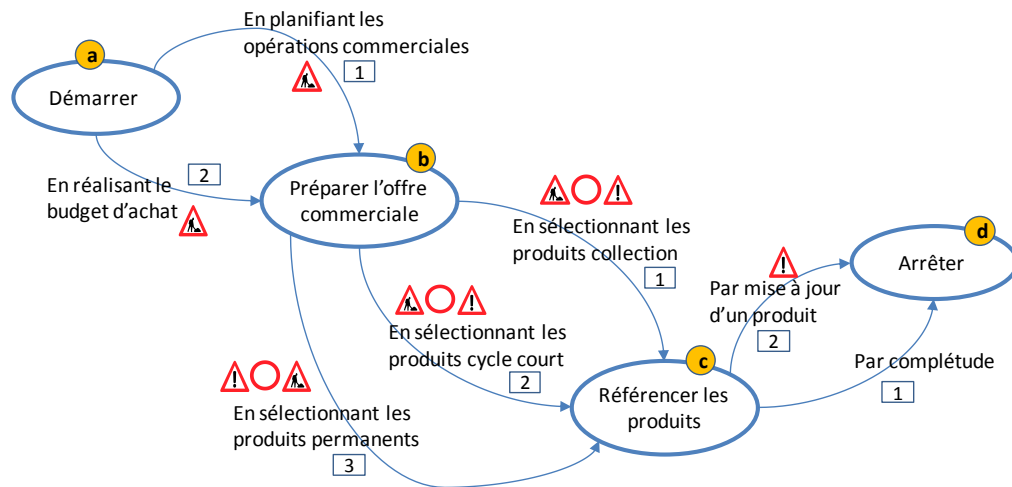 En planifiant les
opérations commerciales
1
a
Démarrer
2
En réalisant le
budget d’achat
b
Préparer l’offre
commerciale
En sélectionnant les
produits collection
1
d
Arrêter
Par mise à jour
d’un produit
2
En sélectionnant les
produits cycle court
2
Par complétude
1
c
Référencer les
produits
En sélectionnant les
produits permanents
3